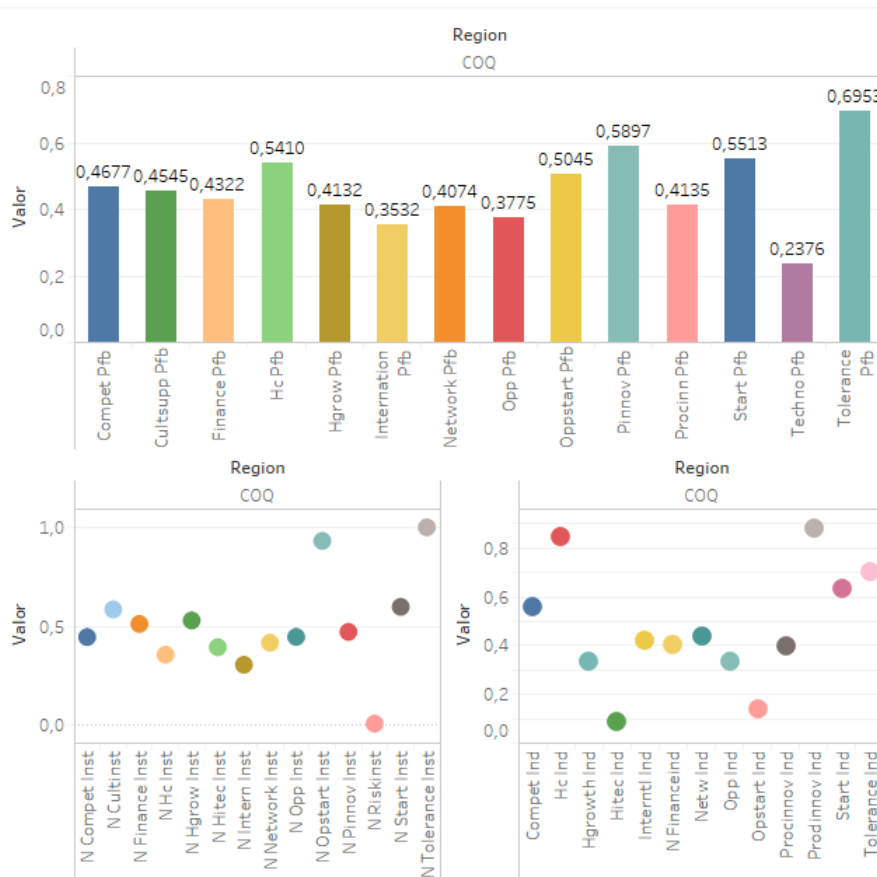 Region
COQ
Valor
0,8
0,6
0,4
0,2
0,0
0,4677
0,4545
0,4322
0,5410
0,4132
0,3532
0,4074
0,3775
0,5045
0,5897
0,4135
0,5513
0,2376
0,6953
Compet Pfb
Cultsupp Pfb
Finance Pfb
Hc Pfb
Hgrow Pfb
Internation
Pfb
Network Pfb
Opp Pfb
Oppstart Pfb
Pinnov Pfb
Procinn Pfb
Start Pfb
Techno Pfb
Tolerance
Pfb
Region
COQ
Valor
1,0
0,5
0,0
N Compet Inst
N Cultinst
N Finance Inst
N Hc Inst
N Hgrow Inst
N Hitec Inst
N Intern Inst
N Network Inst
N Opp Inst
N Opstart Inst
N Pinnov Inst
N Riskinst
N Start Inst
N Tolerance Inst
Region
COQ
Valor
0,8
0,6
0,4
0,2
0,0
Compet Ind
Hc Ind
Hgrowth Ind
Hitec Ind
Interntl Ind
N Financeind
Netw Ind
Opp Ind
Opstart Ind
Procinnov Ind
Prodinnov Ind
Start Ind
Tolerance Ind